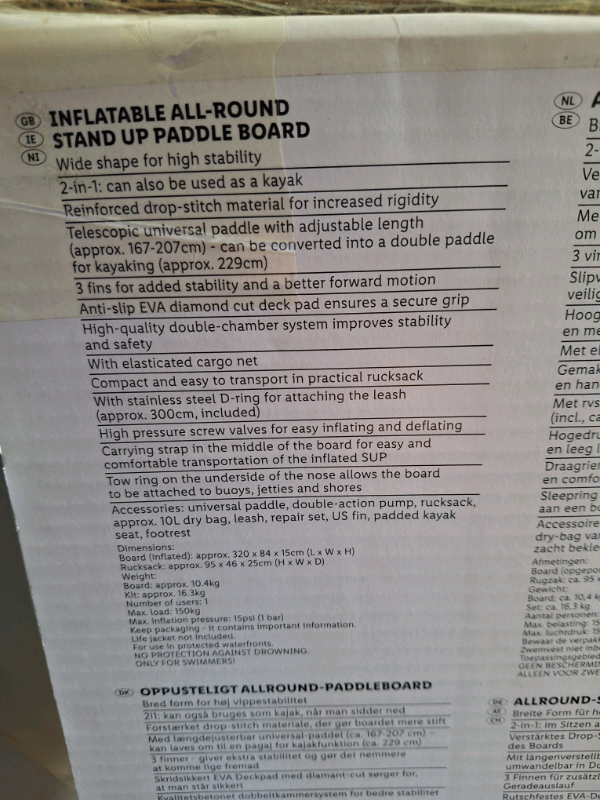 GB
IE
NI
INFLATABLE ALL-ROUND
STAND UP PADDLE BOARD
Wide shape for high stability
2-in-1: can also be used as a kayak
Reinforced drop-stitch material for increased rigidity
Telescopic universal paddle with adjustable length
(approx. 167-207cm) - can be converted into a double paddle
for kayaking (approx. 229cm)
3 fins for added stability and a better forward motion
Anti-slip EVA diamond cut deck pad ensures a secure grip
High-quality double-chamber system improves stability
and safety
With elasticated cargo net
Compact and easy to transport in practical rucksack
With stainless steel D-ring for attaching the leash
(approx. 300cm, included)
High pressure screw valves for easy inflating and deflating
Carrying strap in the middle of the board for easy and
comfortable transportation of the inflated SUP
Tow ring on the underside of the nose allows the board
to be attached to buoys, jetties and shores
Accessories: universal paddle, double-action pump, rucksack,
approx. 10L dry bag, leash, repair set, US fin, padded kayak
seat, footrest
Dimensions:
Board (Inflated): approx. 320 x 84 x 15cm (L x W x H)
Rucksack: approx. 95 x 46 x 25cm (H x W x D)
Weight:
Board: approx. 10.4kg
Kit: approx. 16.3kg
Number of users: 1
Max. load: 150kg
Max. Inflation pressure: 15psi (1 bar)
Keep packaging - it contains important information.
Life jacket not included.
For use in protected waterfronts.
NO PROTECTION AGAINST DROWNING.
ONLY FOR SWIMMERS!
DK
OPPUSTELIGT ALLROUND-PADDLEBOARD
Bred form for høj vippestabilitet
2i1: kan også bruges som kajak, når man sidder ned
Forstærket drop-stitch materiale, der gør boardet mere stift
Med længdejusterbar universal-paddel (ca. 167-207 cm) -
kan laves om til en pagaj for kajakfunktion (ca. 229 cm)
3 finner - giver ekstra stabilitet og gør det nemmere
at komme lige fremad
Skridsikkert EVA Deckpad med diamant-cut sørger for,
at man står sikkert
Kvalitetsbetonet dobbeltkammersystem for bedre stabilitet
NL
BE
2-
3 vi
Slipv
veilig
Hoog
en me
Met el
Gemak
en han
Met rvs
(incl., ca
Hogedru
en leeg l
Draagrie
en comfo
Sleepring
aan een bo
Accessoire
dry-bag va
zacht bekle
Afmetingen:
Board (opgepo
Rugzak: ca. 95
Gewicht:
Board: ca. 10,4 k
Set: ca. 16,3 kg
Aantal personen:
Max. belasting: 15
Max. luchtdruk: 15
Bewaar de verpak
Zwemvest niet inb
Toepassingsgebied
GEEN BESCHERMIN
ALLEEN VOOR ZWE
DE
AT
CH
ALLROUND-S
Breite Form für h
2-in-1: im Sitzen a
Verstärktes Drop-S
des Boards
Mit längenverstellb
umwandelbar in Do
3 Finnen für zusätzl
Geradeauslauf
Rutschfestes EVA-De